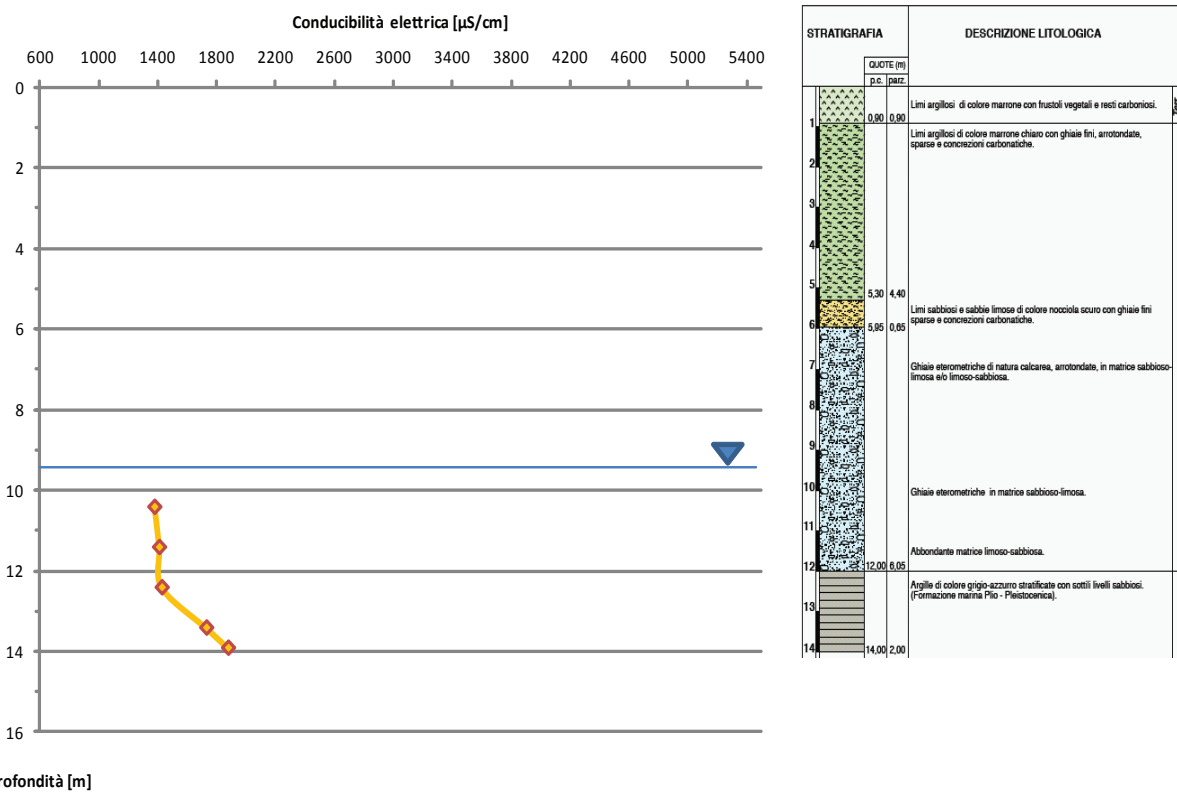 Conducibilità elettrica [µS/cm]
600 1000 1400 1800 2200 2600 3000 3400 3800 4200 4600 5000 5400
0
2
4
6
8
10
12
14
16
rofondità [m]
STRATIGRAFIA DESCRIZIONE LITOLOGICA
QUOTE (m)
p.c. parz.
Limi argillosi di colore marrone con frustoli vegetali e resti carboniosi.
0,90 0,90
1
Limi argillosi di colore marrone chiaro con ghiaie fini, arrotondate,
sparse e concrezioni carbonatiche.
2
3
4
5
5,30 4,40
Limi sabbiosi e sabbie limose di colore nocciola scuro con ghiaie fini
sparse e concrezioni carbonatiche.
6
5,95 0,65
7
Ghiaie eterometriche di natura calcarea, arrotondate, in matrice sabbioso-
limosa e/o limoso-sabbiosa.
8
9
10
Ghiaie eterometriche in matrice sabbioso-limosa.
11
Abbondante matrice limoso-sabbiosa.
12
12,00 6,05
Argille di colore grigio-azzurro stratificate con sottili livelli sabbiosi.
(Formazione marina Plio - Pleistocenica).
13
14
14,00 2,00